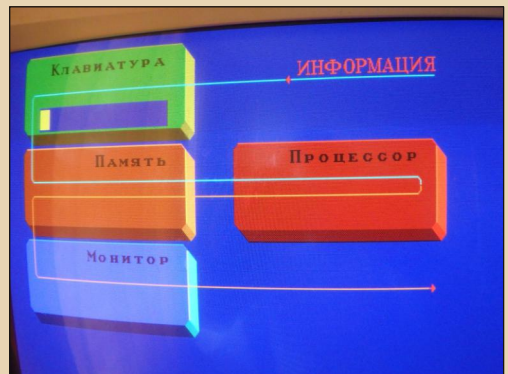 Клавиатура
ИНФОРМАЦИЯ
Память
Процессор
Монитор